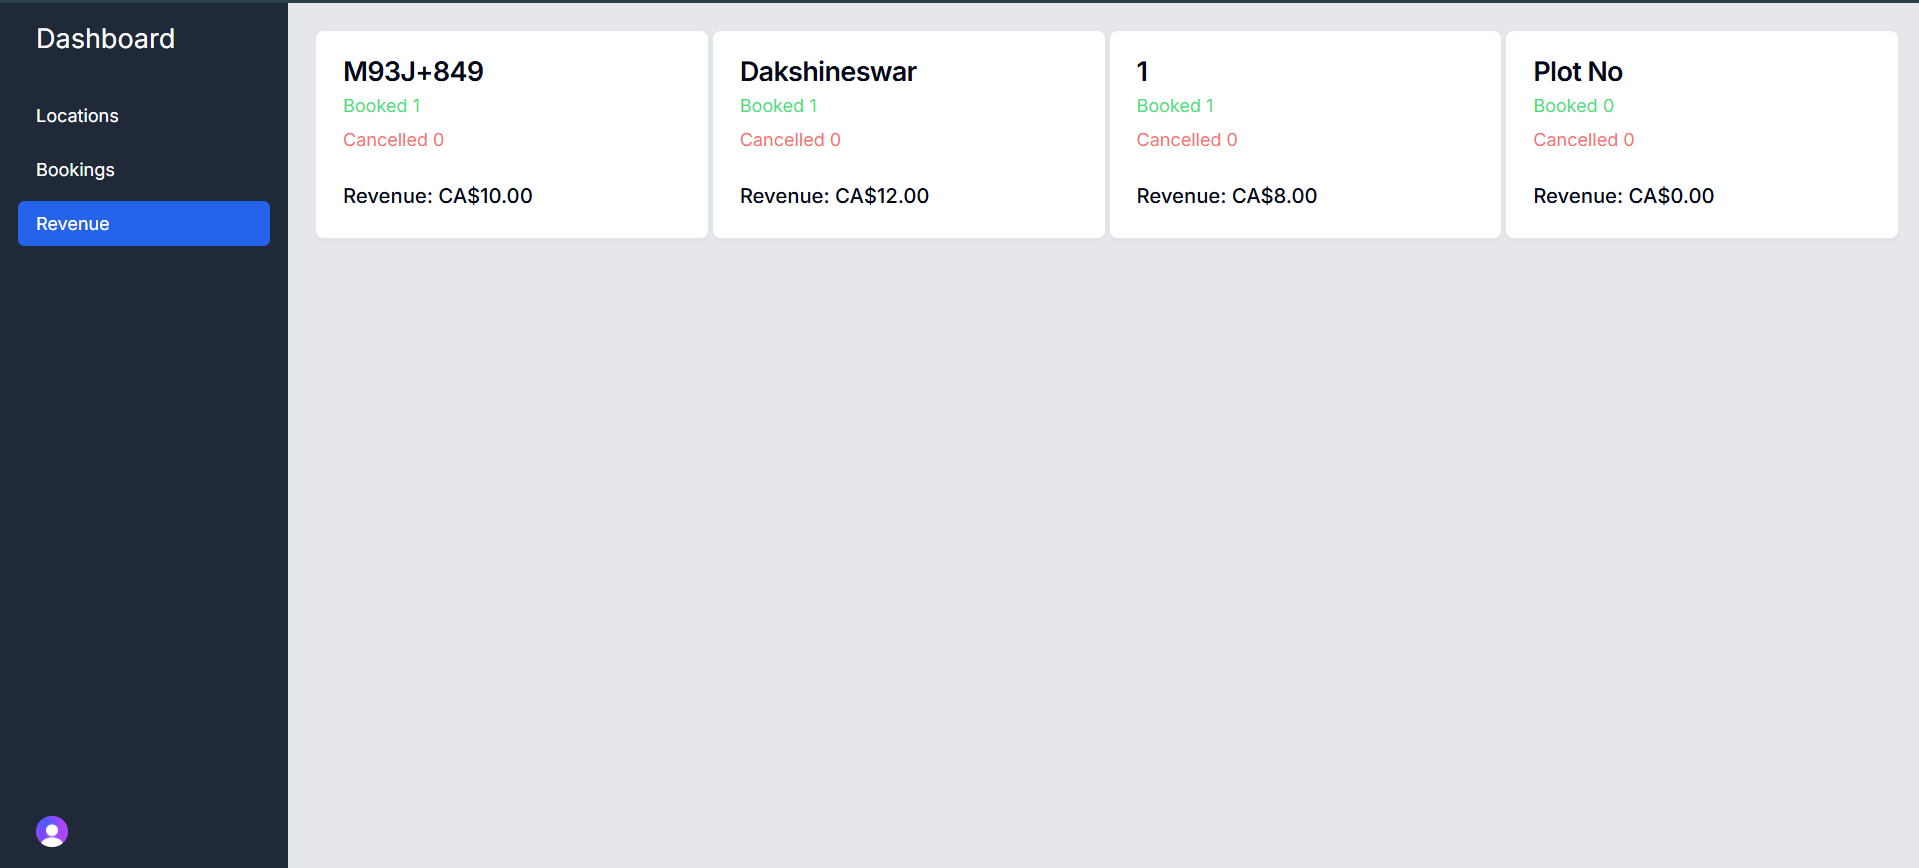 Dashboard
Locations
Bookings
Revenue
M93J+849
Booked 1
Cancelled 0
Revenue: CA$10.00
Dakshineswar
Booked 1
Cancelled 0
Revenue: CA$12.00
1
Booked 1
Cancelled 0
Revenue: CA$8.00
Plot No
Booked 0
Cancelled 0
Revenue: CA$0.00